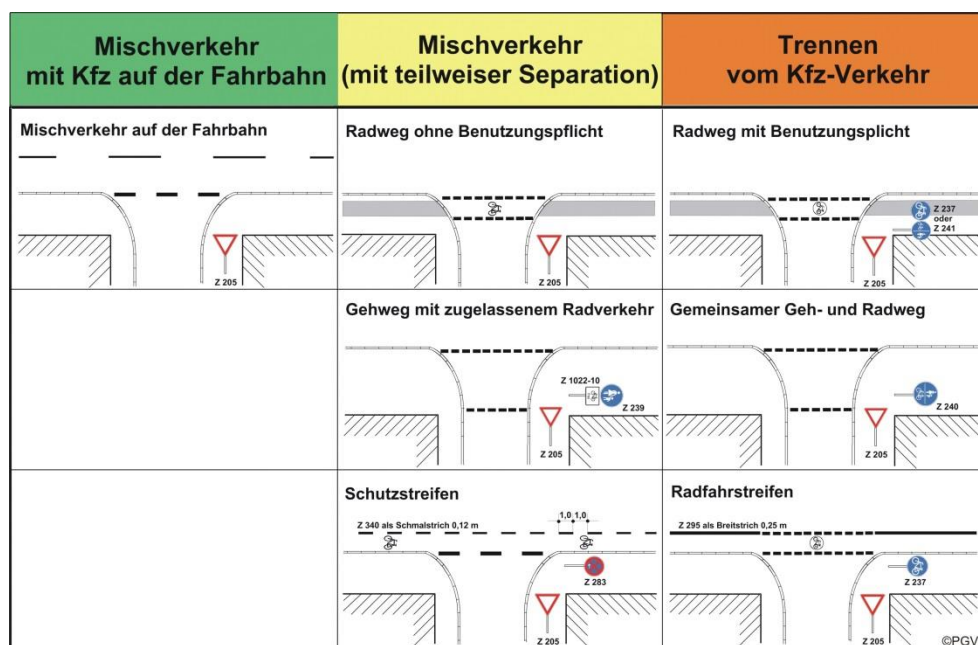 Mischverkehr
mit Kfz auf der Fahrbahn
Mischverkehr
(mit teilweiser Separation)
Trennen
vom Kfz-Verkehr
Mischverkehr auf der Fahrbahn
Z 205
Radweg ohne Benutzungspflicht
Z 205
Radweg mit Benutzungsplicht
Z 237
oder
Z 241
Z 205
Gehweg mit zugelassenem Radverkehr
Z 1022-10
Z 239
Z 205
Gemeinsamer Geh- und Radweg
Z 240
Z 205
Schutzstreifen
Z 340 als Schmalstrich 0,12 m
1,0 1,0
Z 283
Z 205
Radfahrstreifen
Z 295 als Breitstrich 0,25 m
Z 237
Z 205
©PGV